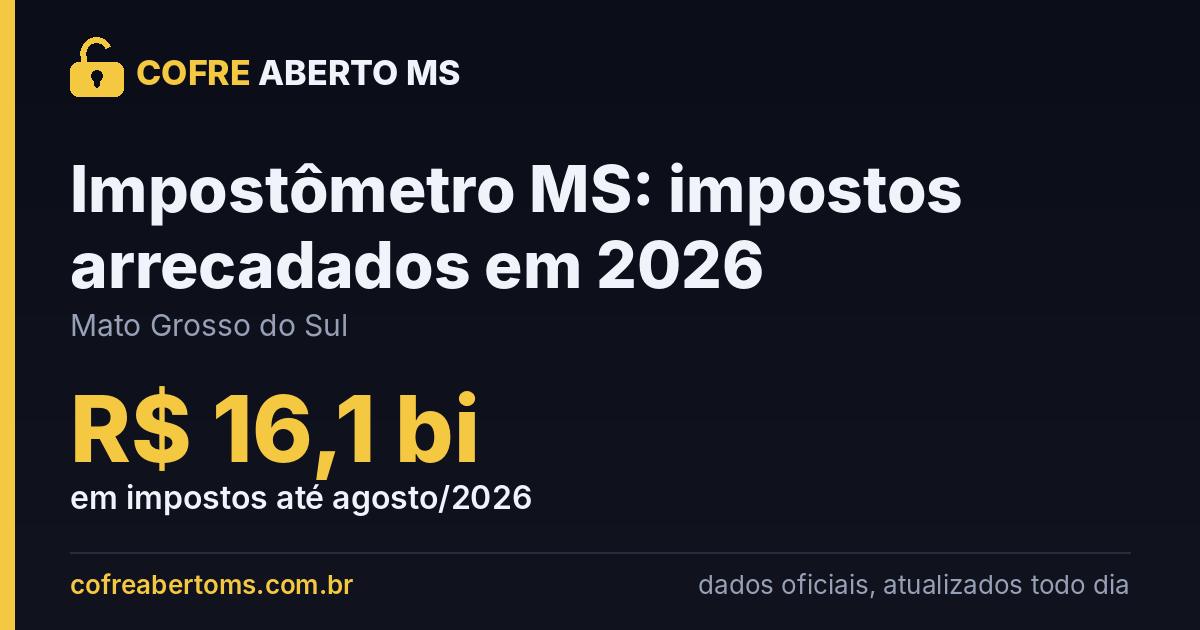 COFRE ABERTO MS
Impostômetro MS: impostos
arrecadados em 2026
Mato Grosso do Sul
R$ 16,1 bi
em impostos até agosto/2026
cofreabertoms.com.br
dados oficiais, atualizados todo dia